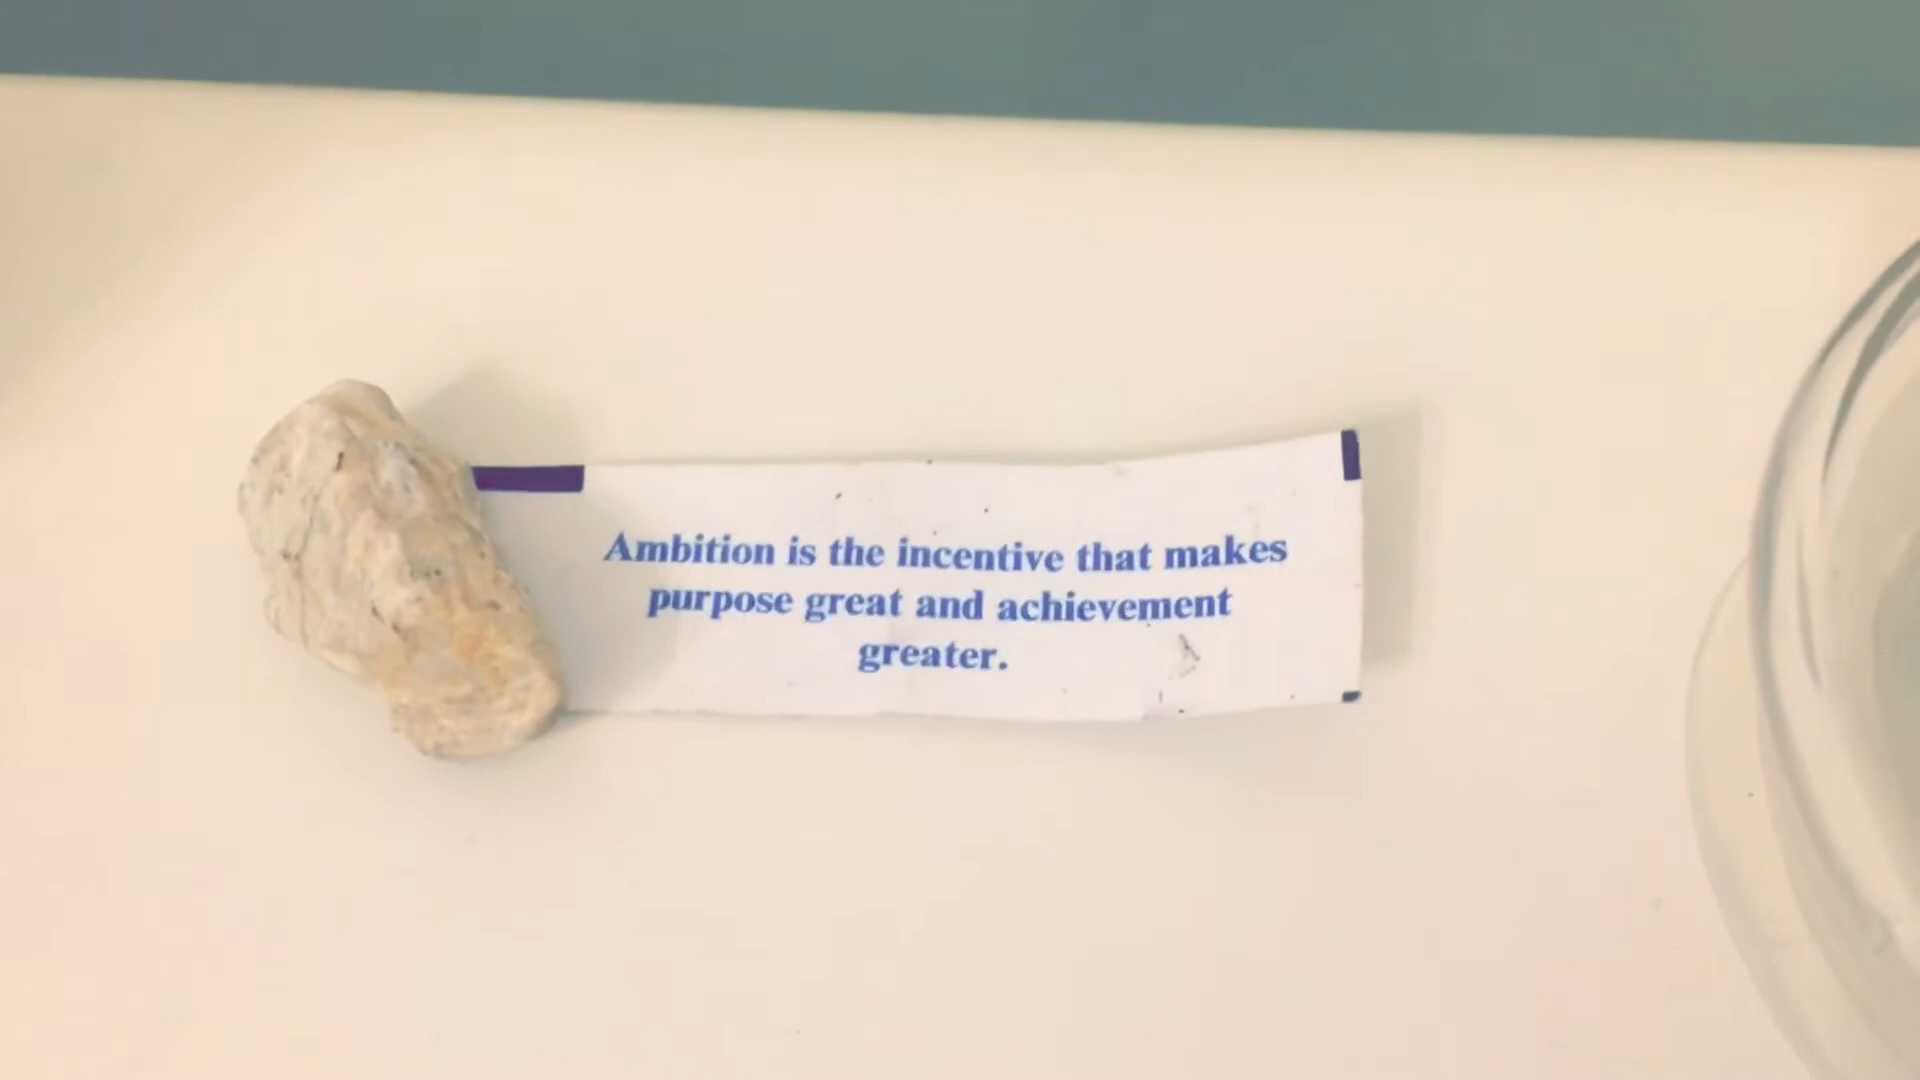 Ambition is the incentive that makes
purpose great and achievement
greater.